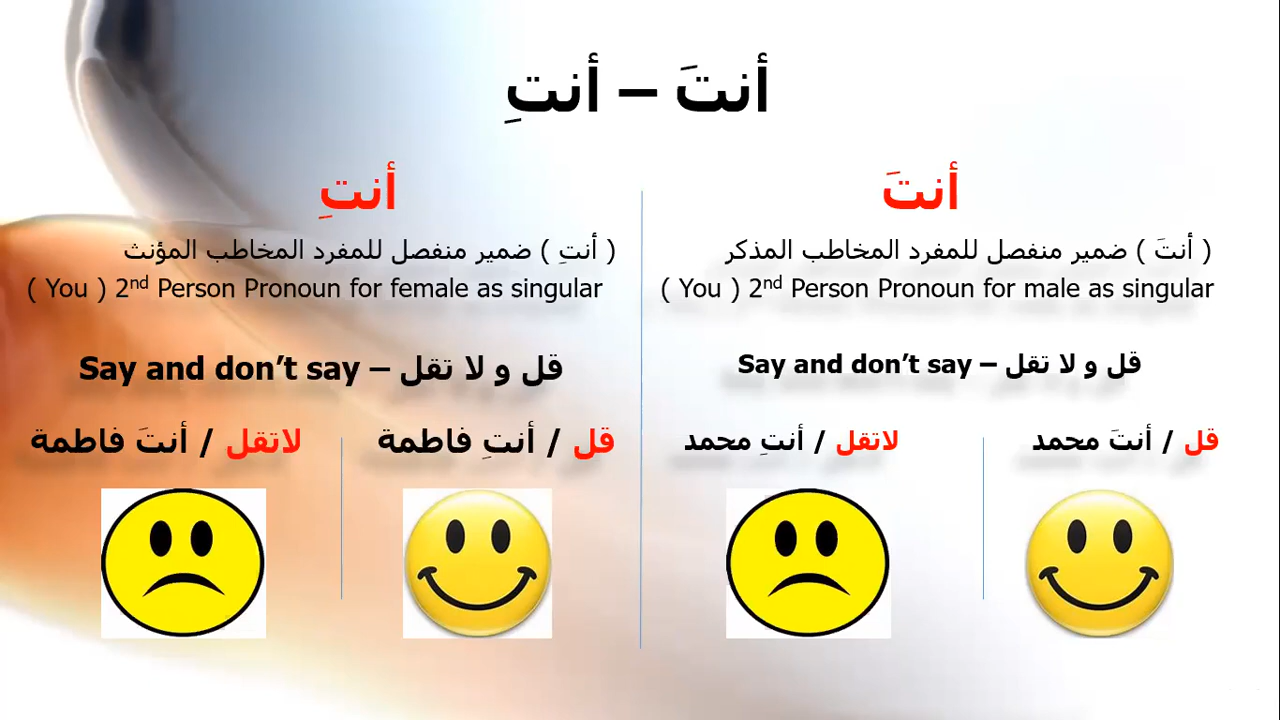 أنتَ – أنتِ
أنتَ
( أنتَ ) ضمير منفصل للمفرد المخاطب المذكر
( You ) 2nd Person Pronoun for male as singular
قل و لا تقل – Say and don’t say
قل / أنتَ محمد
لاتقل / أنتِ محمد
أنتِ
( أنتِ ) ضمير منفصل للمفرد المخاطب المؤنث
( You ) 2nd Person Pronoun for female as singular
قل و لا تقل – Say and don’t say
قل / أنتِ فاطمة
لاتقل / أنتَ فاطمة